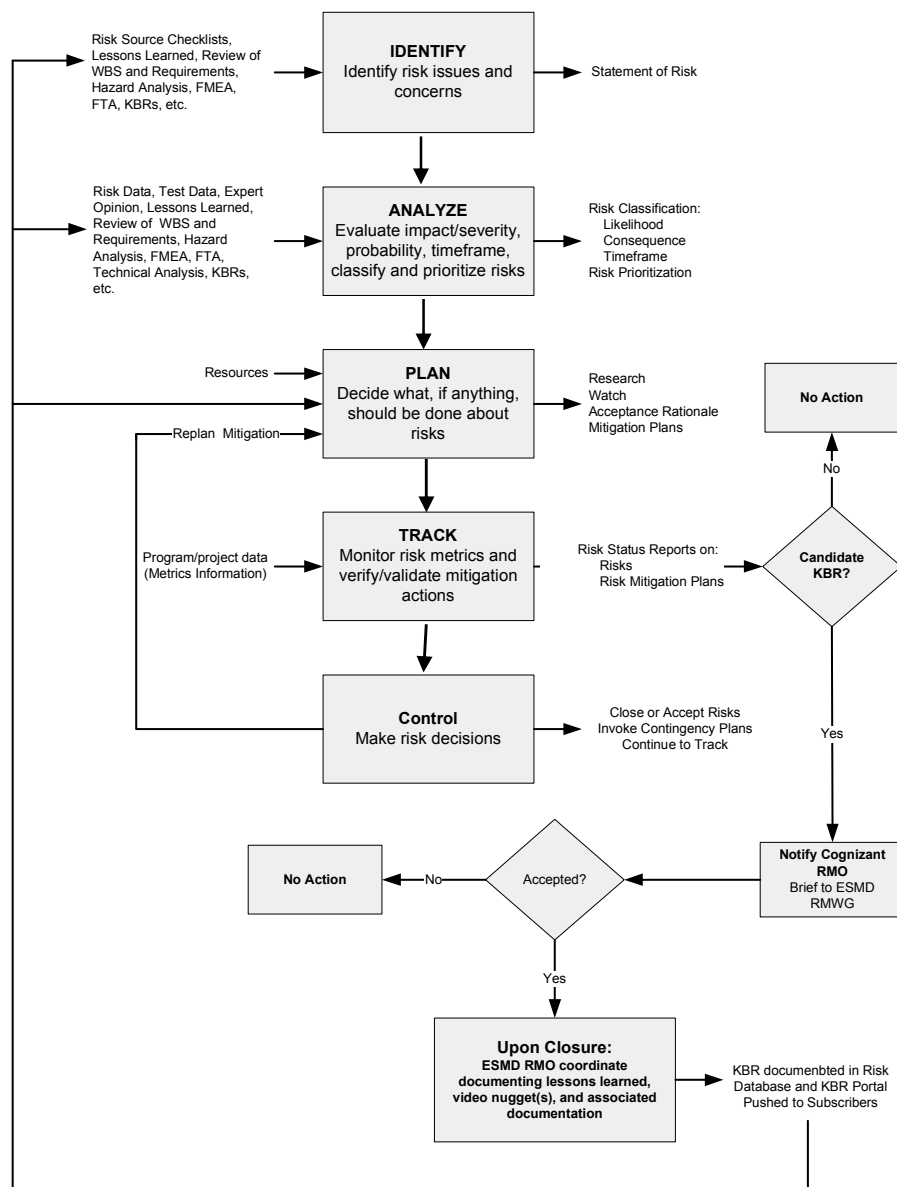 Risk Source Checklists,
Lessons Learned, Review of
WBS and Requirements,
Hazard Analysis, FMEA,
FTA, KBRs, etc.
IDENTIFY
Identify risk issues and
concerns
Statement of Risk
Risk Data, Test Data, Expert
Opinion, Lessons Learned,
Review of WBS and
Requirements, Hazard
Analysis, FMEA, FTA,
Technical Analysis, KBRs,
etc.
ANALYZE
Evaluate impact/severity,
probability, timeframe,
classify and prioritize risks
Risk Classification:
Likelihood
Consequence
Timeframe
Risk Prioritization
Resources
Replan Mitigation
PLAN
Decide what, if anything,
should be done about
risks
Research
Watch
Acceptance Rationale
Mitigation Plans
No Action
No
Program/project data
(Metrics Information)
TRACK
Monitor risk metrics and
verify/validate mitigation
actions
Risk Status Reports on:
Risks
Risk Mitigation Plans
Candidate
KBR?
Control
Make risk decisions
Close or Accept Risks
Invoke Contingency Plans
Continue to Track
Yes
Notify Cognizant
RMO
Brief to ESMD
RMWG
Accepted?
No
No Action
Yes
Upon Closure:
ESMD RMO coordinate
documenting lessons learned,
video nugget(s), and associated
documentation
KBR documenbted in Risk
Database and KBR Portal
Pushed to Subscribers